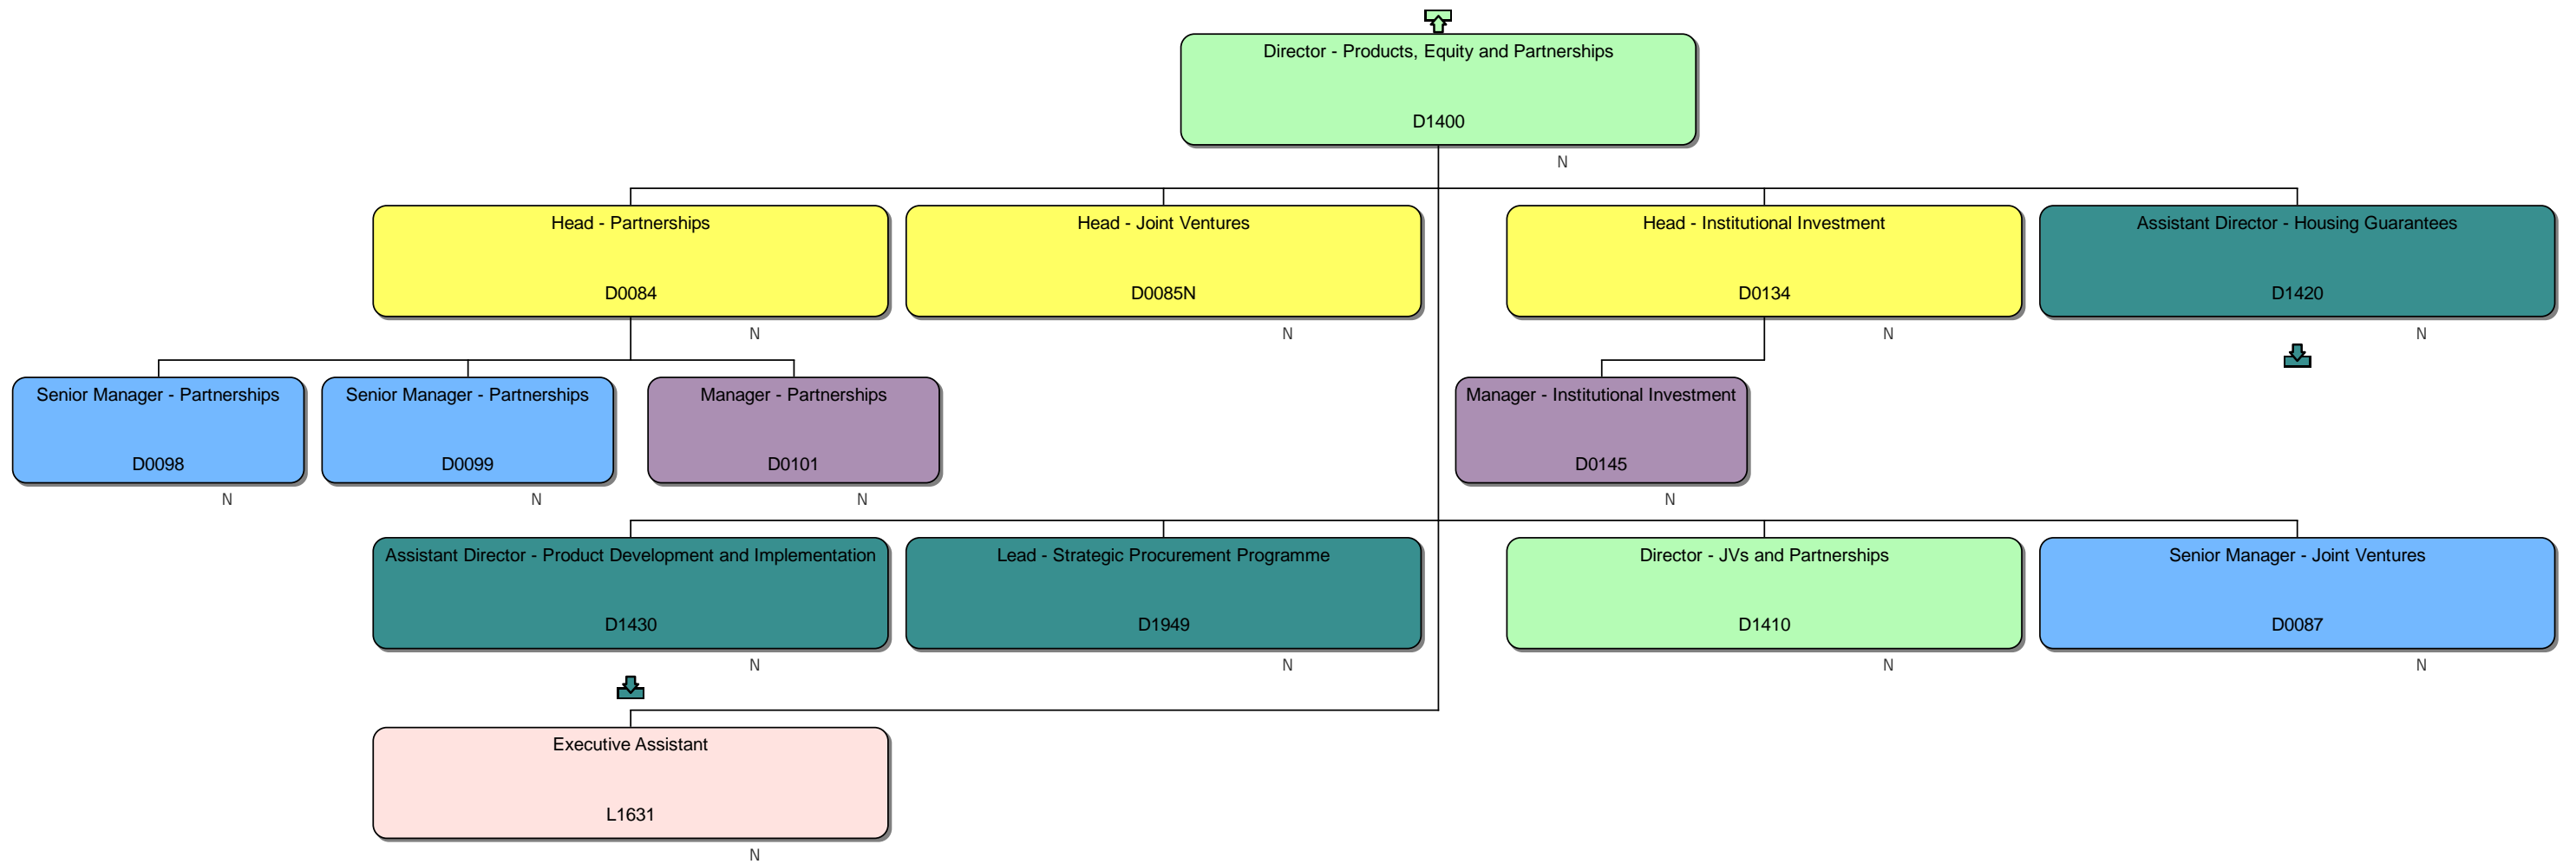 Director - Products, Equity and Partnerships
D1400
N
Head - Partnerships
D0084
N
Head - Joint Ventures
D0085N
N
Head - Institutional Investment
D0134
N
Assistant Director - Housing Guarantees
D1420
N
Senior Manager - Partnerships
D0098
N
Senior Manager - Partnerships
D0099
N
Manager - Partnerships
D0101
N
Manager - Institutional Investment
D0145
N
Assistant Director - Product Development and Implementation
D1430
N
Lead - Strategic Procurement Programme
D1949
N
Director - JVs and Partnerships
D1410
N
Senior Manager - Joint Ventures
D0087
N
Executive Assistant
L1631
N